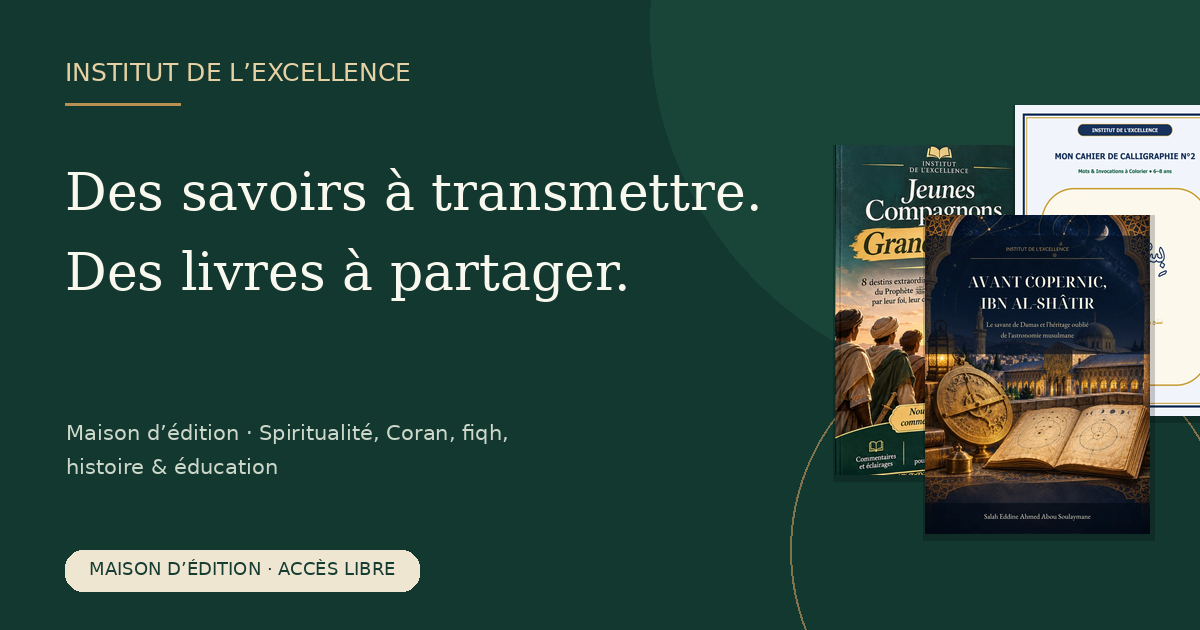 INSTITUT DE L’EXCELLENCE
Des savoirs à transmettre.
Des livres à partager.
Maison d’édition · Spiritualité, Coran, fiqh,
histoire & éducation
MAISON D’ÉDITION · ACCÈS LIBRE
INSTITUT
DE L’EXCELLENCE
Jeunes
Compagnons
8 destins
du Prophète
par leur foi, leur
Commentaires
et éclairages
INSTITUT DE L’EXCELLENCE
MON CAHIER DE CALLIGRAPHIE N°2
Mots & Invocations à Colorier • 6–8 ans
INSTITUT DE L’EXCELLENCE
AVANT COPERNIC,
IBN AL-SHÂTIR
Le savant de Damas et l’héritage oublié
de l’astronomie musulmane
Salah Eddine Ahmed Abou Soulaymane